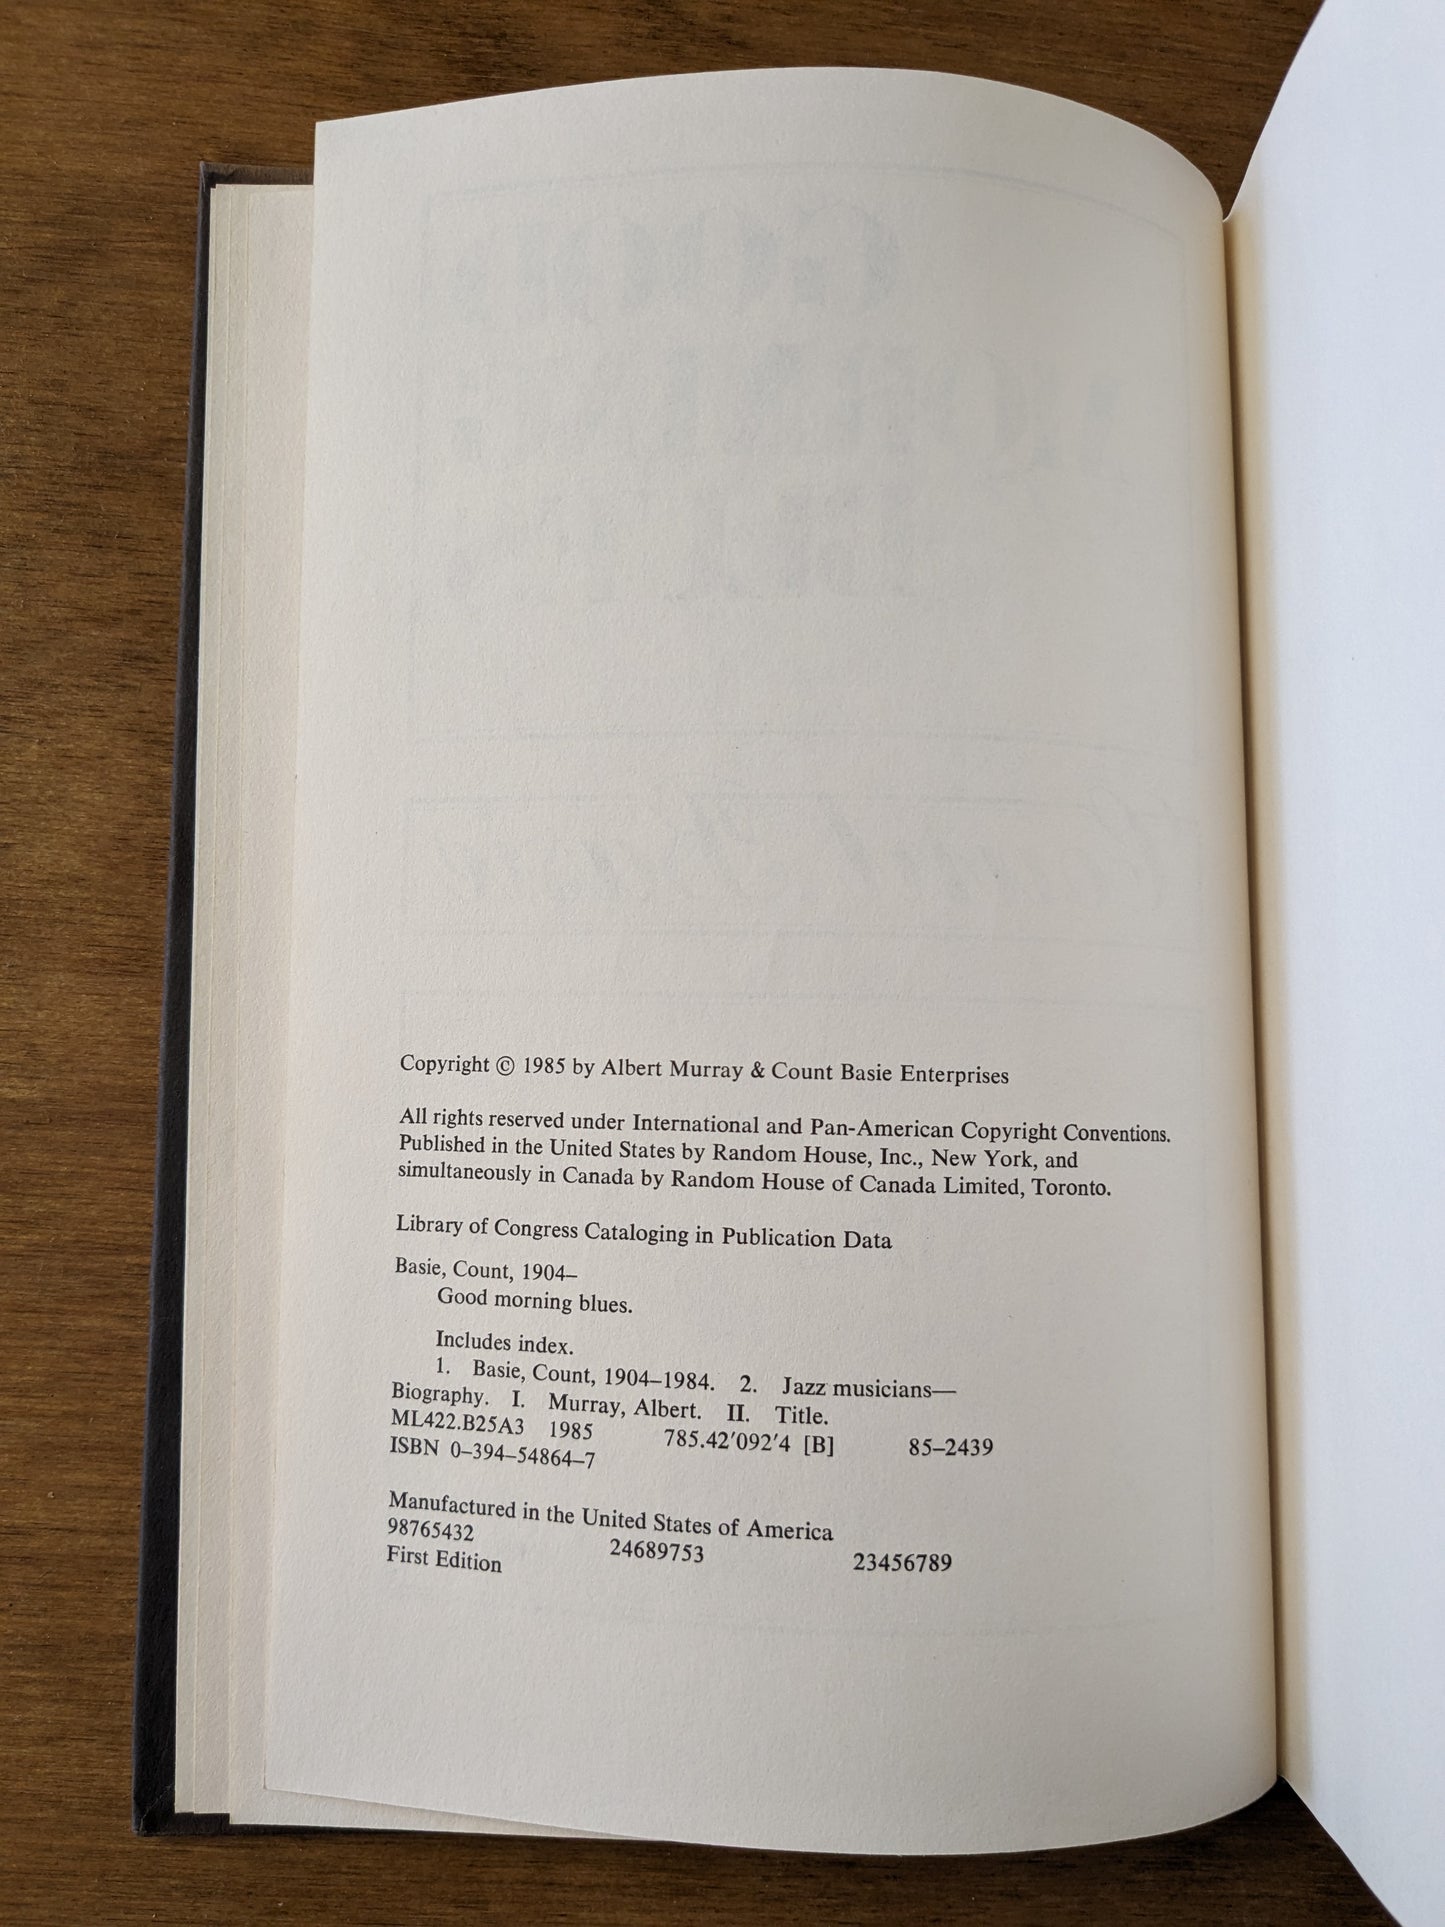 Copyright © 1985 by Albert Murray & Count Basie Enterprises
All rights reserved under International and Pan-American Copyright Conventions.
Published in the United States by Random House, Inc., New York, and
simultaneously in Canada by Random House of Canada Limited, Toronto.
Library of Congress Cataloging in Publication Data
Basie, Count, 1904–
Good morning blues.
Includes index.
1. Basie, Count, 1904–1984. 2. Jazz musicians—
Biography. I. Murray, Albert. II. Title.
ML422.B25A3 1985 785.42′092′4 [B] 85–2439
ISBN 0–394–54864–7
Manufactured in the United States of America
98765432 24689753 23456789
First Edition